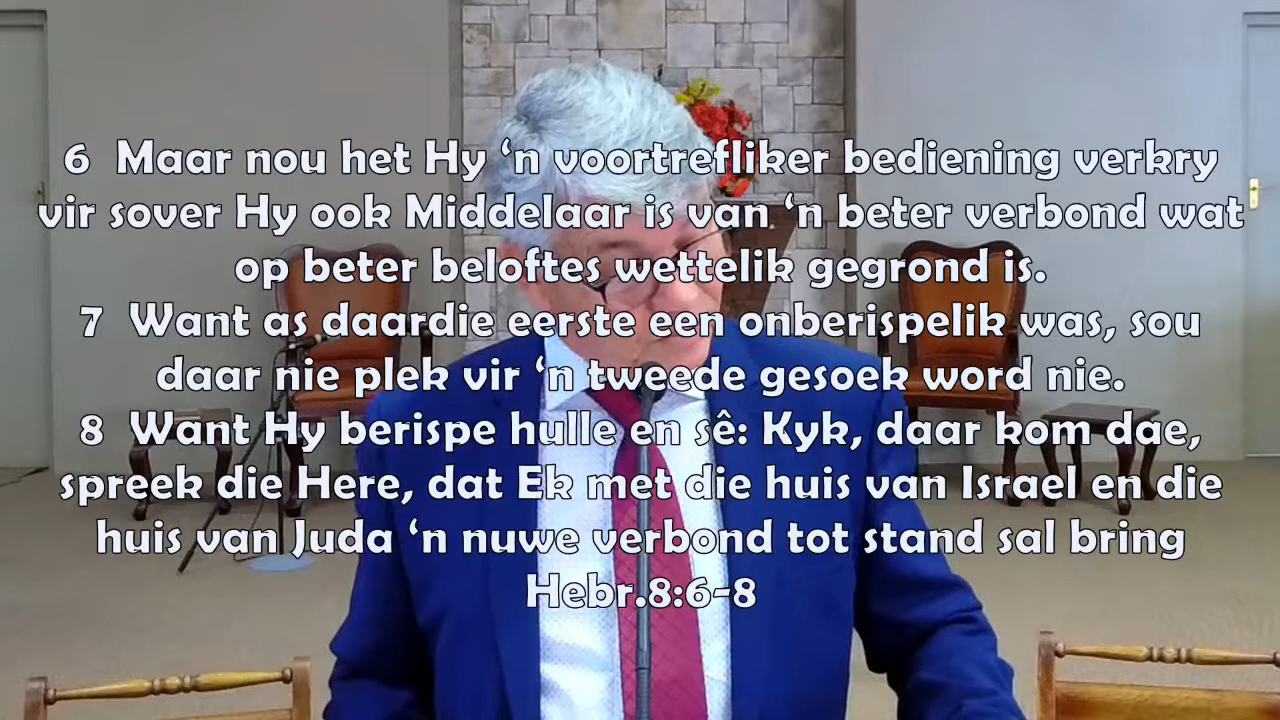 6 Maar nou het Hy ‘n voortrefliker bediening verkry
vir sover Hy ook Middelaar is van ‘n beter verbond wat
op beter beloftes wettelik gegrond is.
7 Want as daardie eerste een onberispelik was, sou
daar nie plek vir ‘n tweede gesoek word nie.
8 Want Hy berispe hulle en sê: Kyk, daar kom dae,
spreek die Here, dat Ek met die huis van Israel en die
huis van Juda ‘n nuwe verbond tot stand sal bring
Hebr.8:6-8